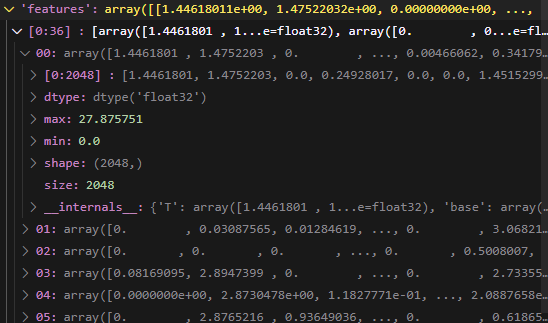 'features': array([[1.44618011e+00, 1.47522032e+00, 0.00000000e+00, ...,
[0:36] : [array([1.4461801 , 1...e=float32), array([0. , 0...e=fl...
00: array([1.4461801 , 1.4752203 , 0. , ..., 0.00466062, 0.34179...
[0:2048] : [1.4461801, 1.4752203, 0.0, 0.24928017, 0.0, 0.0, 1.4515299...
dtype: dtype('float32')
max: 27.875751
min: 0.0
shape: (2048,)
size: 2048
__internals__: {'T': array([1.4461801 , 1...e=float32), 'base': array(...
01: array([0. , 0.03087565, 0.01284619, ..., 0. , 3.06821...
02: array([0. , 0. , 0. , ..., 0. , 0.5008007,...
03: array([0.08169095, 2.8947399 , 0. , ..., 0. , 2.73355...
04: array([0.0000000e+00, 2.8730478e+00, 1.1827771e-01, ..., 2.0887658e...
05: array([0. , 2.8765216 , 0.93649036, ..., 0. , 0.61865...